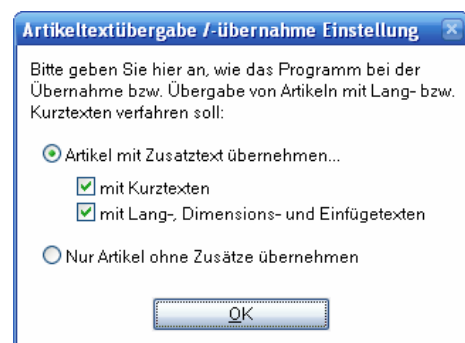 Artikeltextübergabe /-übernahme Einstellung
Bitte geben Sie hier an, wie das Programm bei der
Übernahme bzw. Übergabe von Artikeln mit Lang- bzw.
Kurztexten verfahren soll:
Artikel mit Zusatztext übernehmen...
mit Kurztexten
mit Lang-, Dimensions- und Einfügetexten
Nur Artikel ohne Zusätze übernehmen
OK